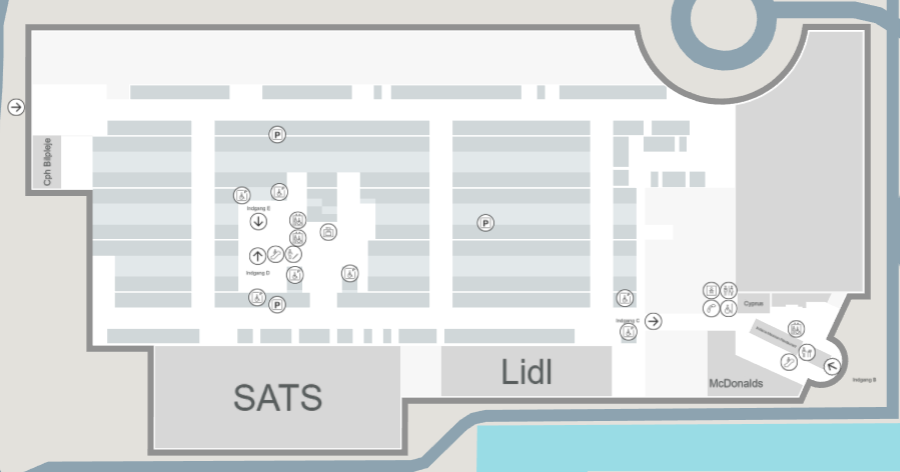 P
Cph Bilpleje
Indgang E
P
Indgang D
P
Cyprus
Indgang C
SATS
Lidl
McDonalds
Indgang B